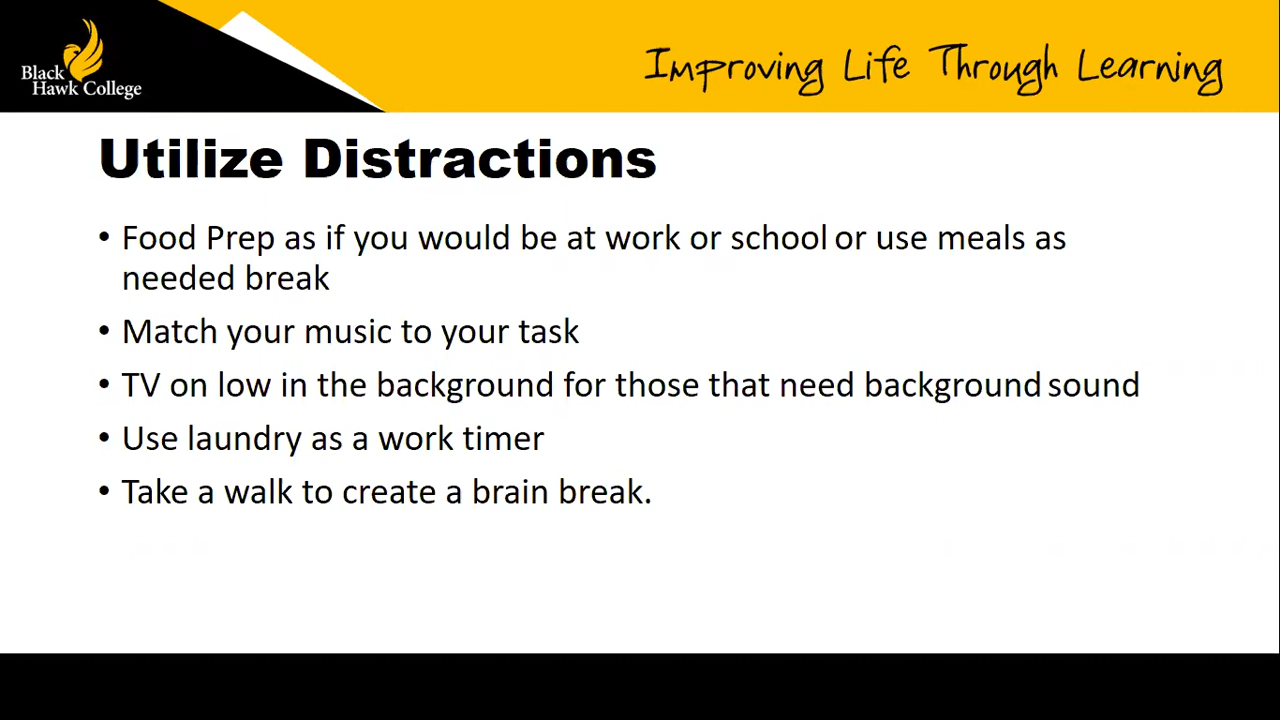 Black
Hawk College
Improving Life Through Learning
Utilize Distractions
• Food Prep as if you would be at work or school or use meals as
needed break
• Match your music to your task
• TV on low in the background for those that need background sound
• Use laundry as a work timer
• Take a walk to create a brain break.